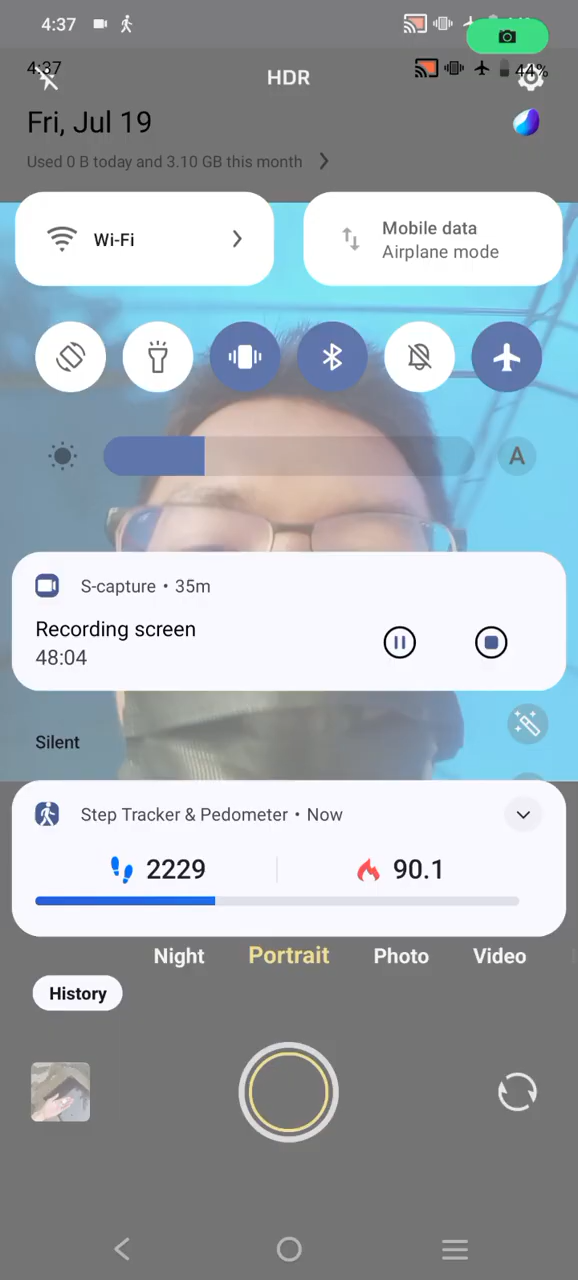 4:37
4:37
HDR
44%
Fri, Jul 19
Used 0 B today and 3.10 GB this month
Wi-Fi
Mobile data
Airplane mode
A
S-capture • 35m
Recording screen
48:04
Silent
Step Tracker & Pedometer • Now
2229
90.1
Night
Portrait
Photo
Video
History